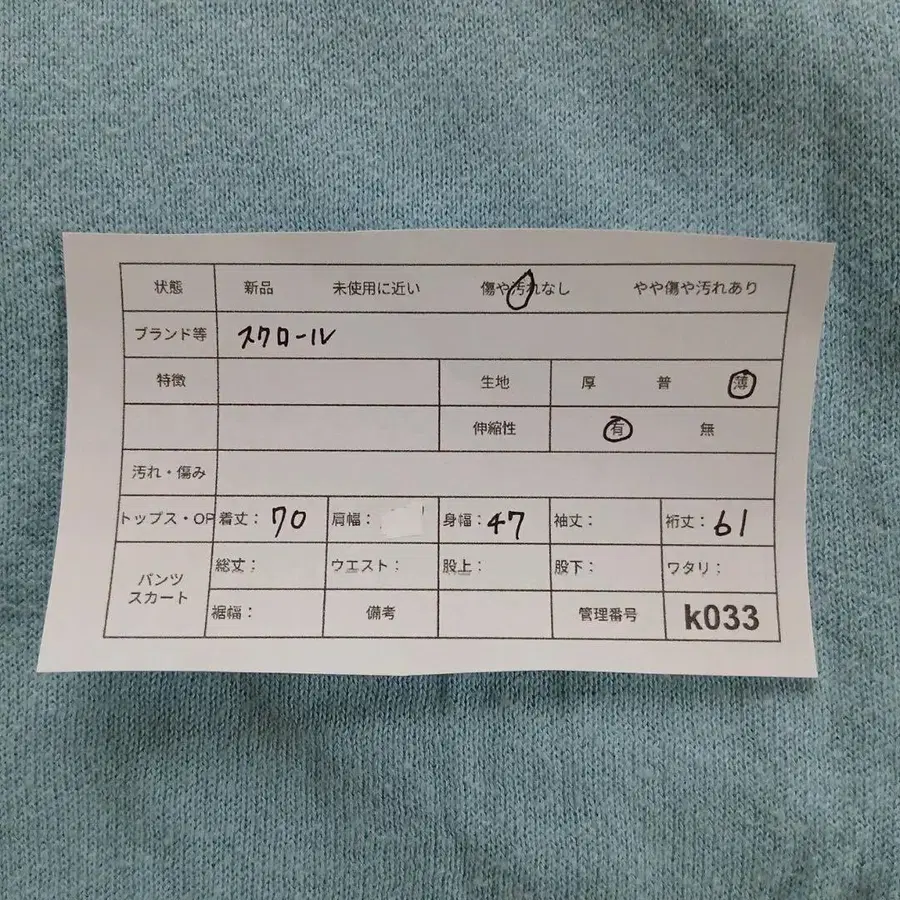 状態 新品 未使用に近い 傷や汚れなし やや傷や汚れあり
ブランド等 スクロール
特徴 生地 厚 普 薄
伸縮性 有 無
汚れ・傷み
トップス・OP 着丈: 70 肩幅: 身幅: 47 袖丈: 裄丈: 61
パンツ スカート 総丈: ウエスト: 股上: 股下: ワタリ:
裾幅: 備考 管理番号 k033